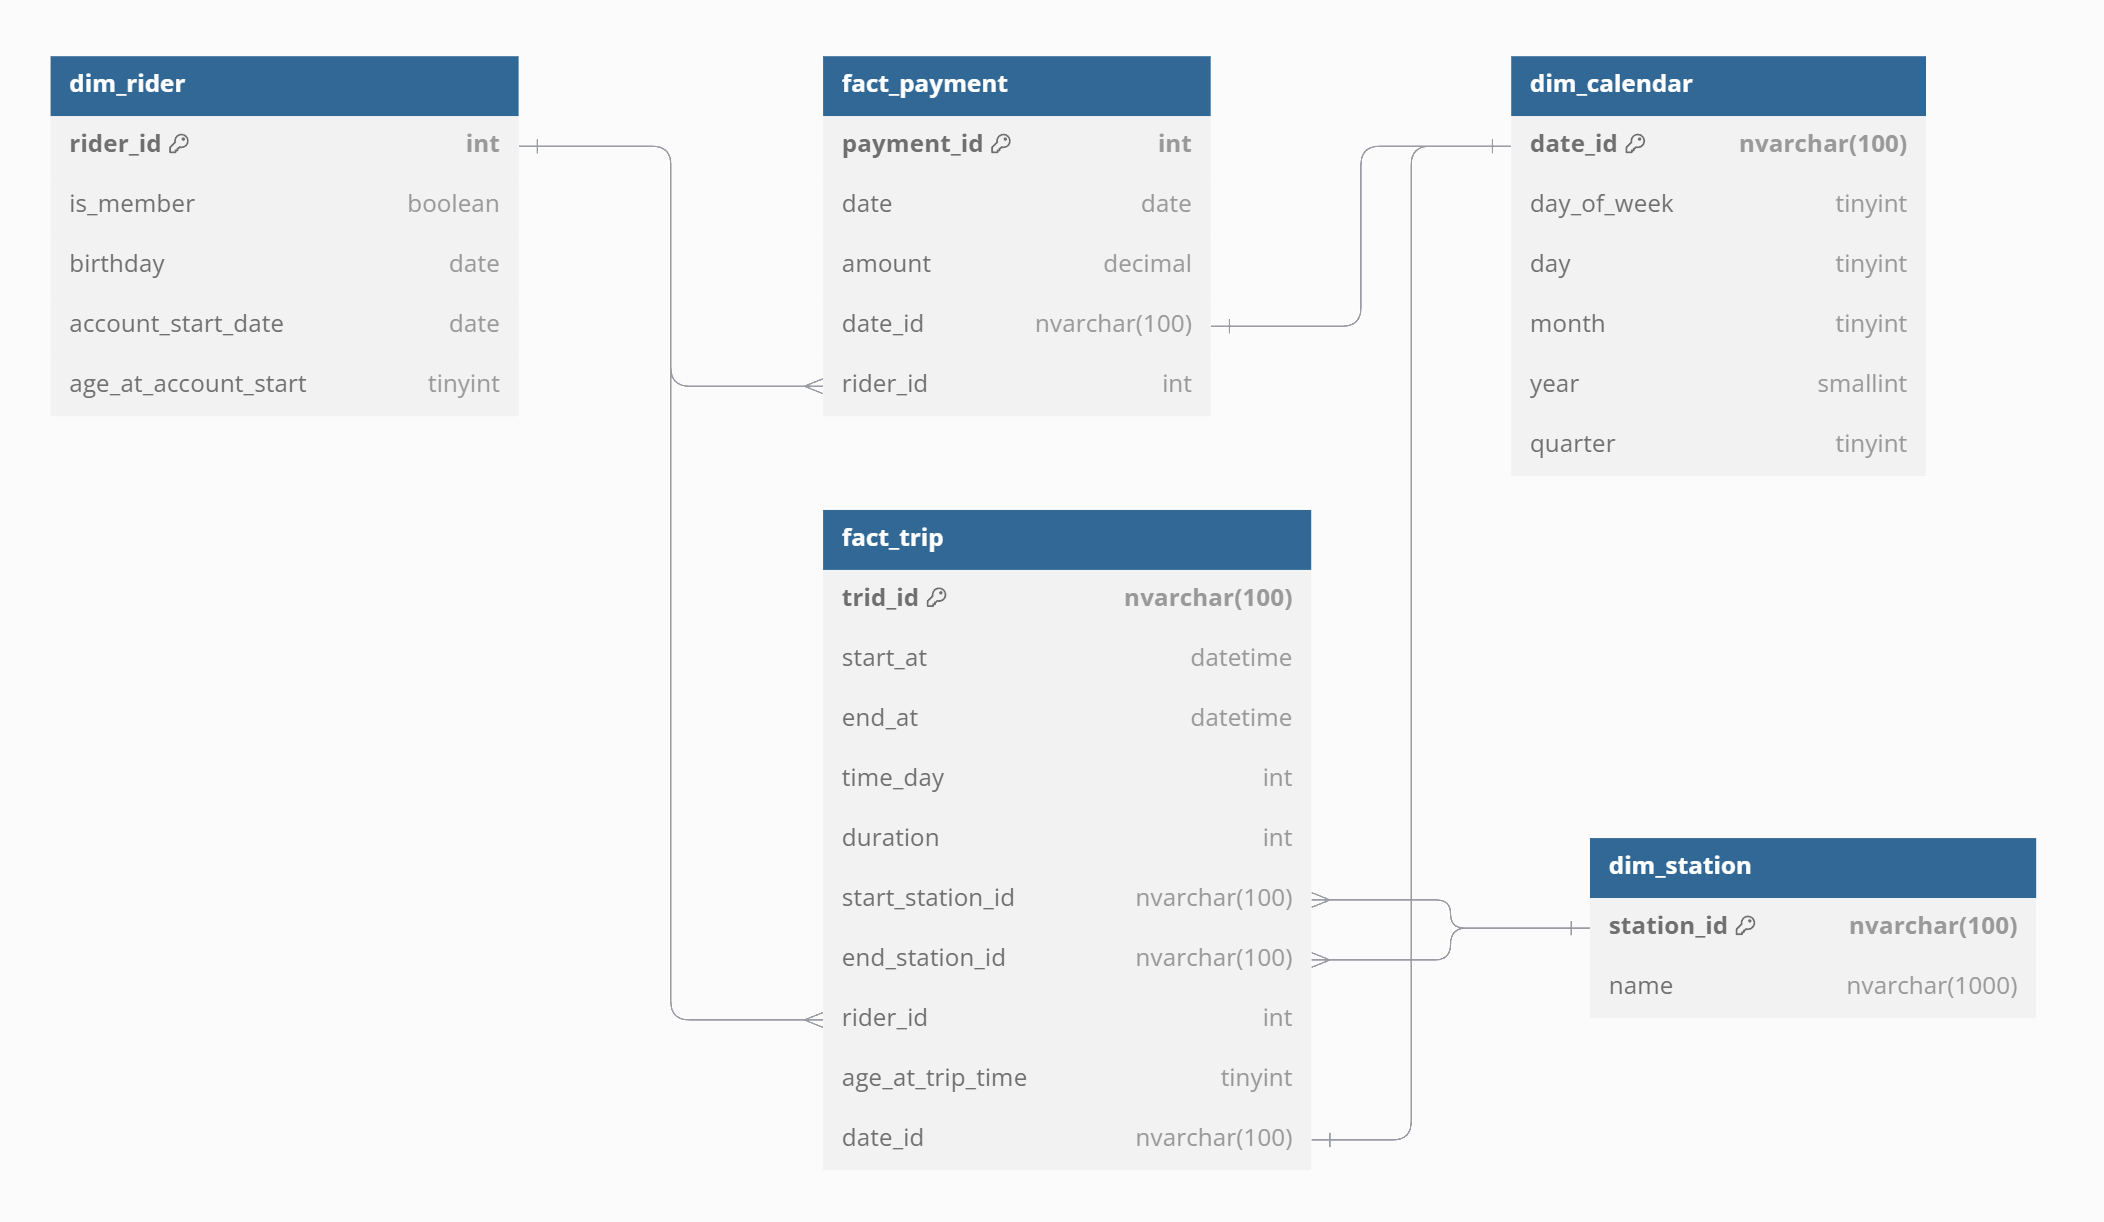 dim_rider
rider_id int
is_member boolean
birthday date
account_start_date date
age_at_account_start tinyint
fact_payment
payment_id int
date date
amount decimal
date_id nvarchar(100)
rider_id int
dim_calendar
date_id nvarchar(100)
day_of_week tinyint
day tinyint
month tinyint
year smallint
quarter tinyint
fact_trip
trid_id nvarchar(100)
start_at datetime
end_at datetime
time_day int
duration int
start_station_id nvarchar(100)
end_station_id nvarchar(100)
rider_id int
age_at_trip_time tinyint
date_id nvarchar(100)
dim_station
station_id nvarchar(100)
name nvarchar(1000)